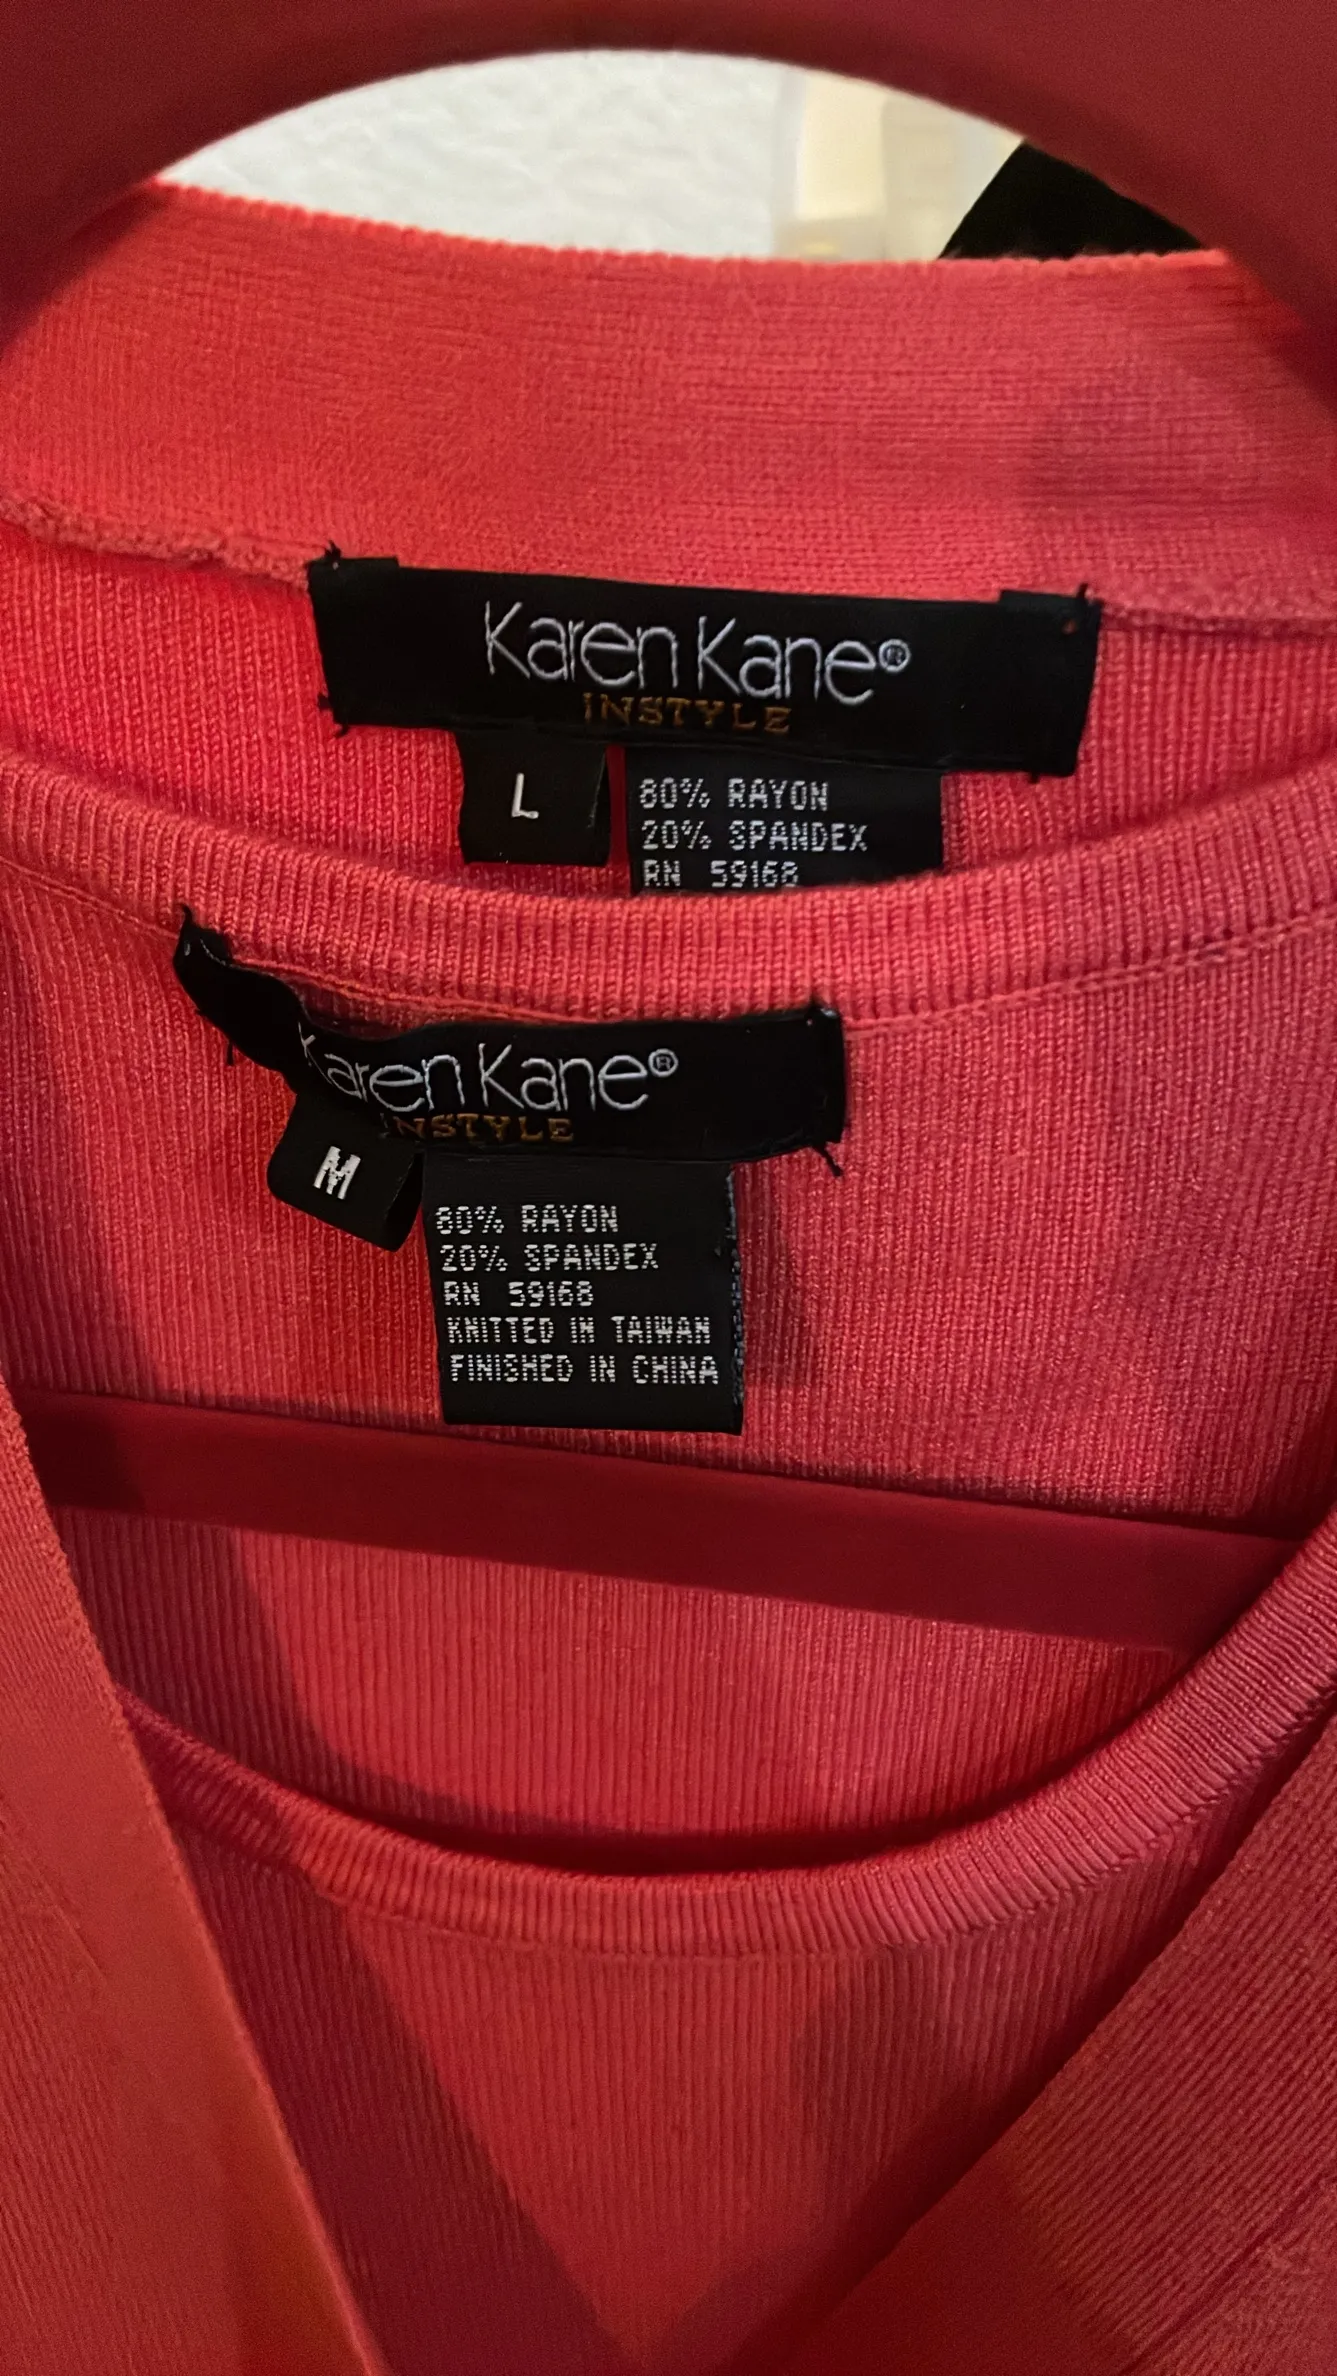 Karen Kane®
INSTYLE
L
80% RAYON
20% SPANDEX
RN 59168
Karen Kane®
INSTYLE
M
80% RAYON
20% SPANDEX
RN 59168
KNITTED IN TAIWAN
FINISHED IN CHINA